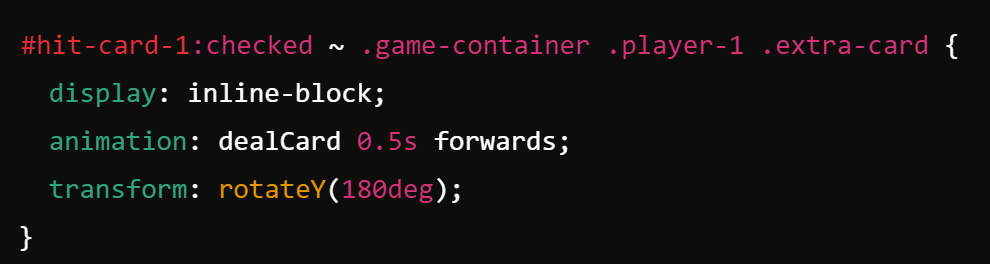 #hit-card-1:checked ~ .game-container .player-1 .extra-card {
  display: inline-block;
  animation: dealCard 0.5s forwards;
  transform: rotateY(180deg);
}